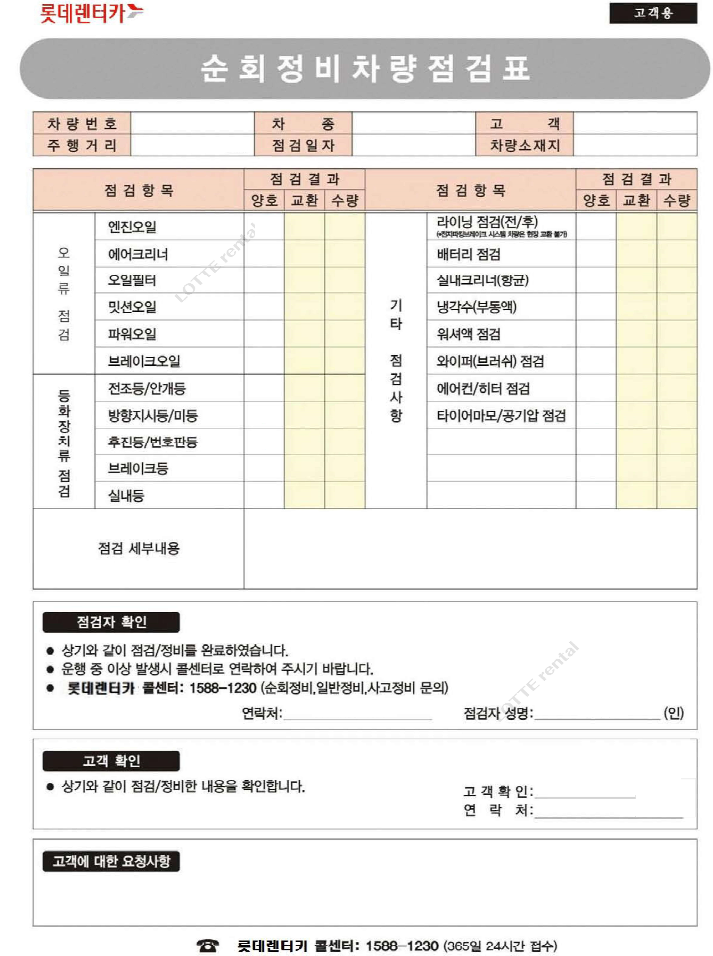 롯데렌터카
고객용
순회정비차량점검표
차량번호 차 종 고 객
주행거리 점검일자 차량소재지
점검항목 점검결과 점검항목 점검결과
양호 교환 수량 양호 교환 수량
오일류 점검
엔진오일
에어크리너
오일필터
밋션오일
파워오일
브레이크오일
등화장치류 점검
전조등/안개등
방향지시등/미등
후진등/번호판등
브레이크등
실내등
기타 점검사항
라이닝 점검(전/후)
(*전자파킹브레이크 시스템 차량은 현장 교환 불가)
배터리 점검
실내크리너(항균)
냉각수(부동액)
워셔액 점검
와이퍼(브러쉬) 점검
에어컨/히터 점검
타이어마모/공기압 점검
점검 세부내용
LOTTE rental
점검자 확인
● 상기와 같이 점검/정비를 완료하였습니다.
● 운행 중 이상 발생시 콜센터로 연락하여 주시기 바랍니다.
● 롯데렌터카 콜센터: 1588-1230 (순회정비,일반정비,사고정비 문의)
연락처: 점검자 성명: (인)
LOTTE rental
고객 확인
● 상기와 같이 점검/정비한 내용을 확인합니다.
고객확인:
연 락 처:
고객에 대한 요청사항
☎ 롯데렌터키 콜센터: 1588-1230 (365일 24시간 접수)